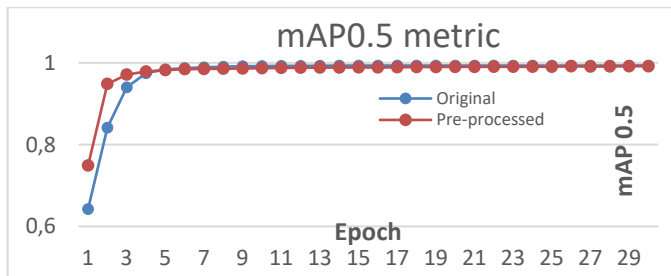 mAP0.5 metric
1
Original
Pre-processed
0,8
mAP 0.5
0,6
Epoch
1 3 5 7 9 11 13 15 17 19 21 23 25 27 29